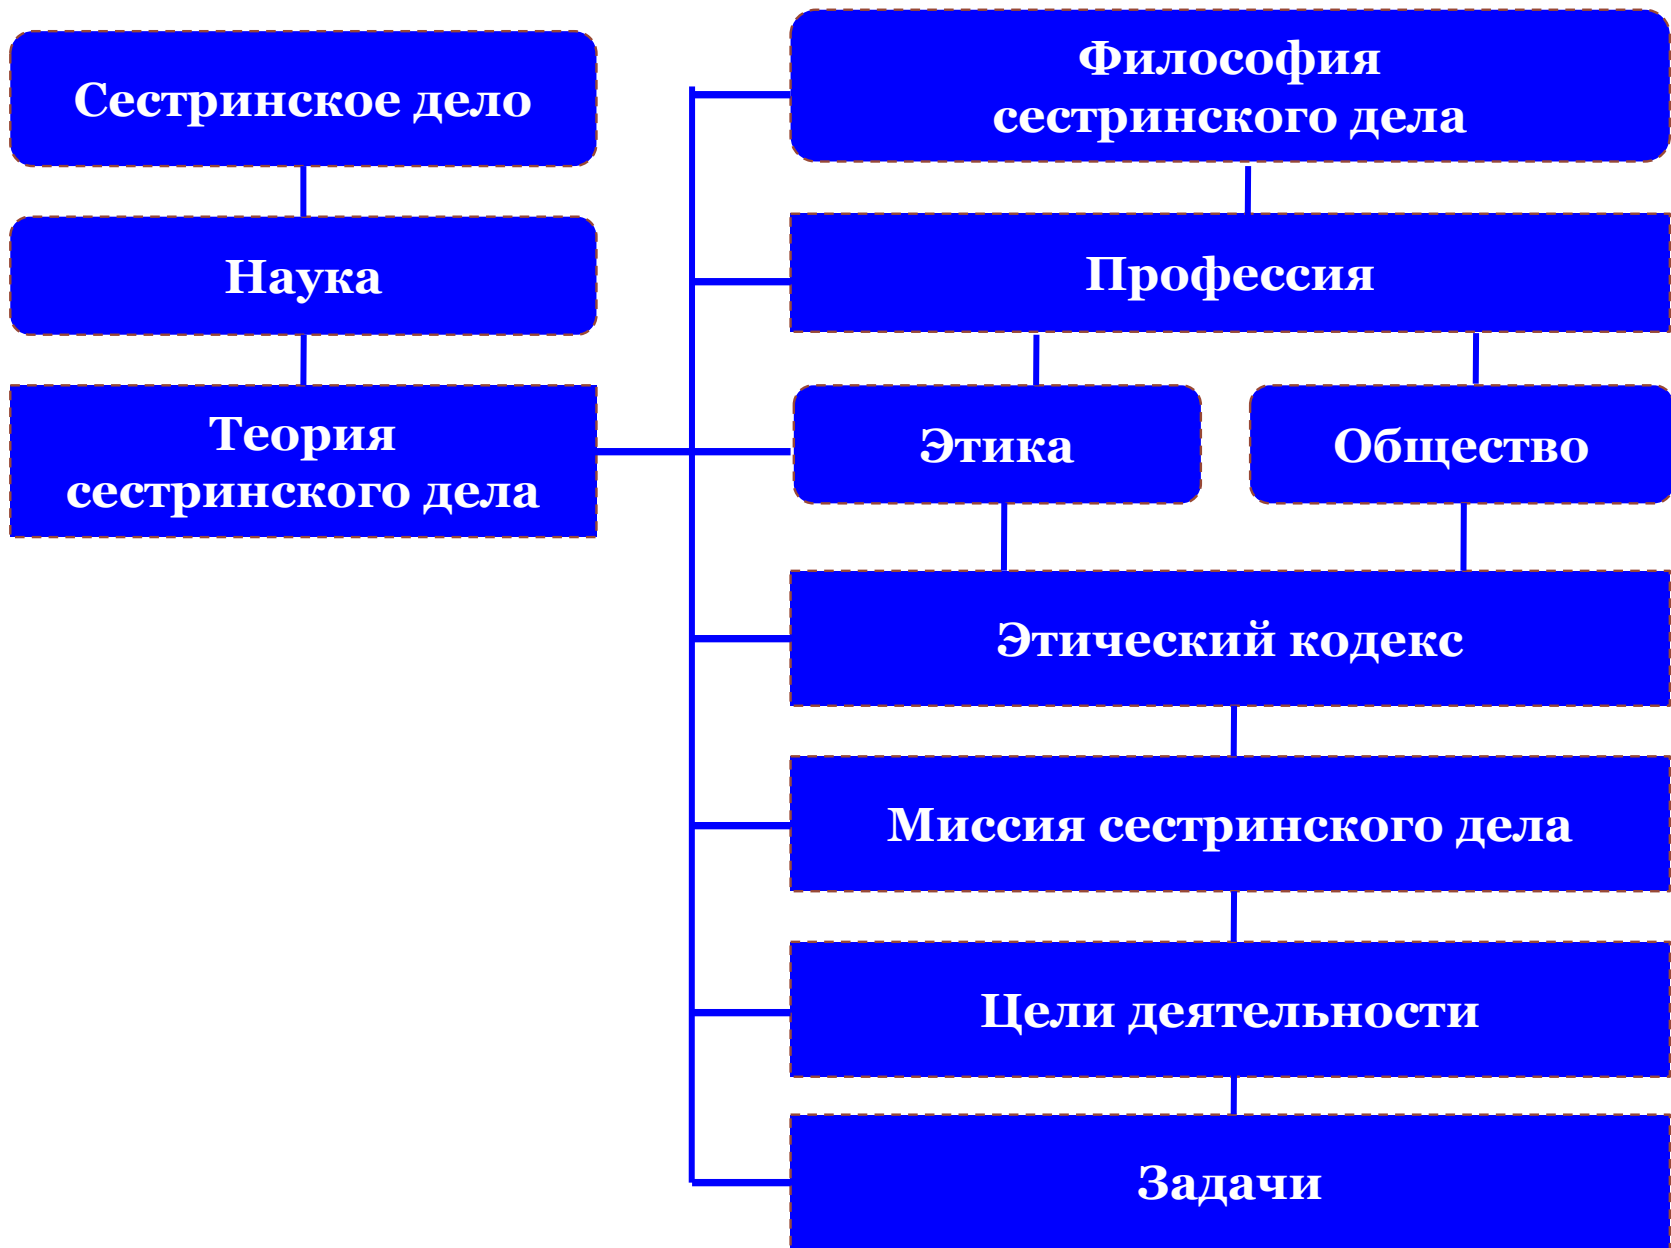 Сестринское дело
Наука
Теория
сестринского дела
Философия
сестринского дела
Профессия
Этика
Общество
Этический кодекс
Миссия сестринского дела
Цели деятельности
Задачи